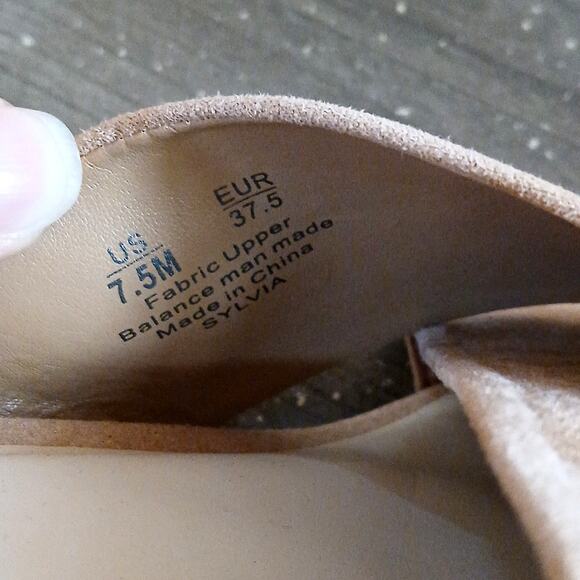 US EUR
7.5M 37.5
Fabric Upper
Balance man made
Made in China
SYLVIA